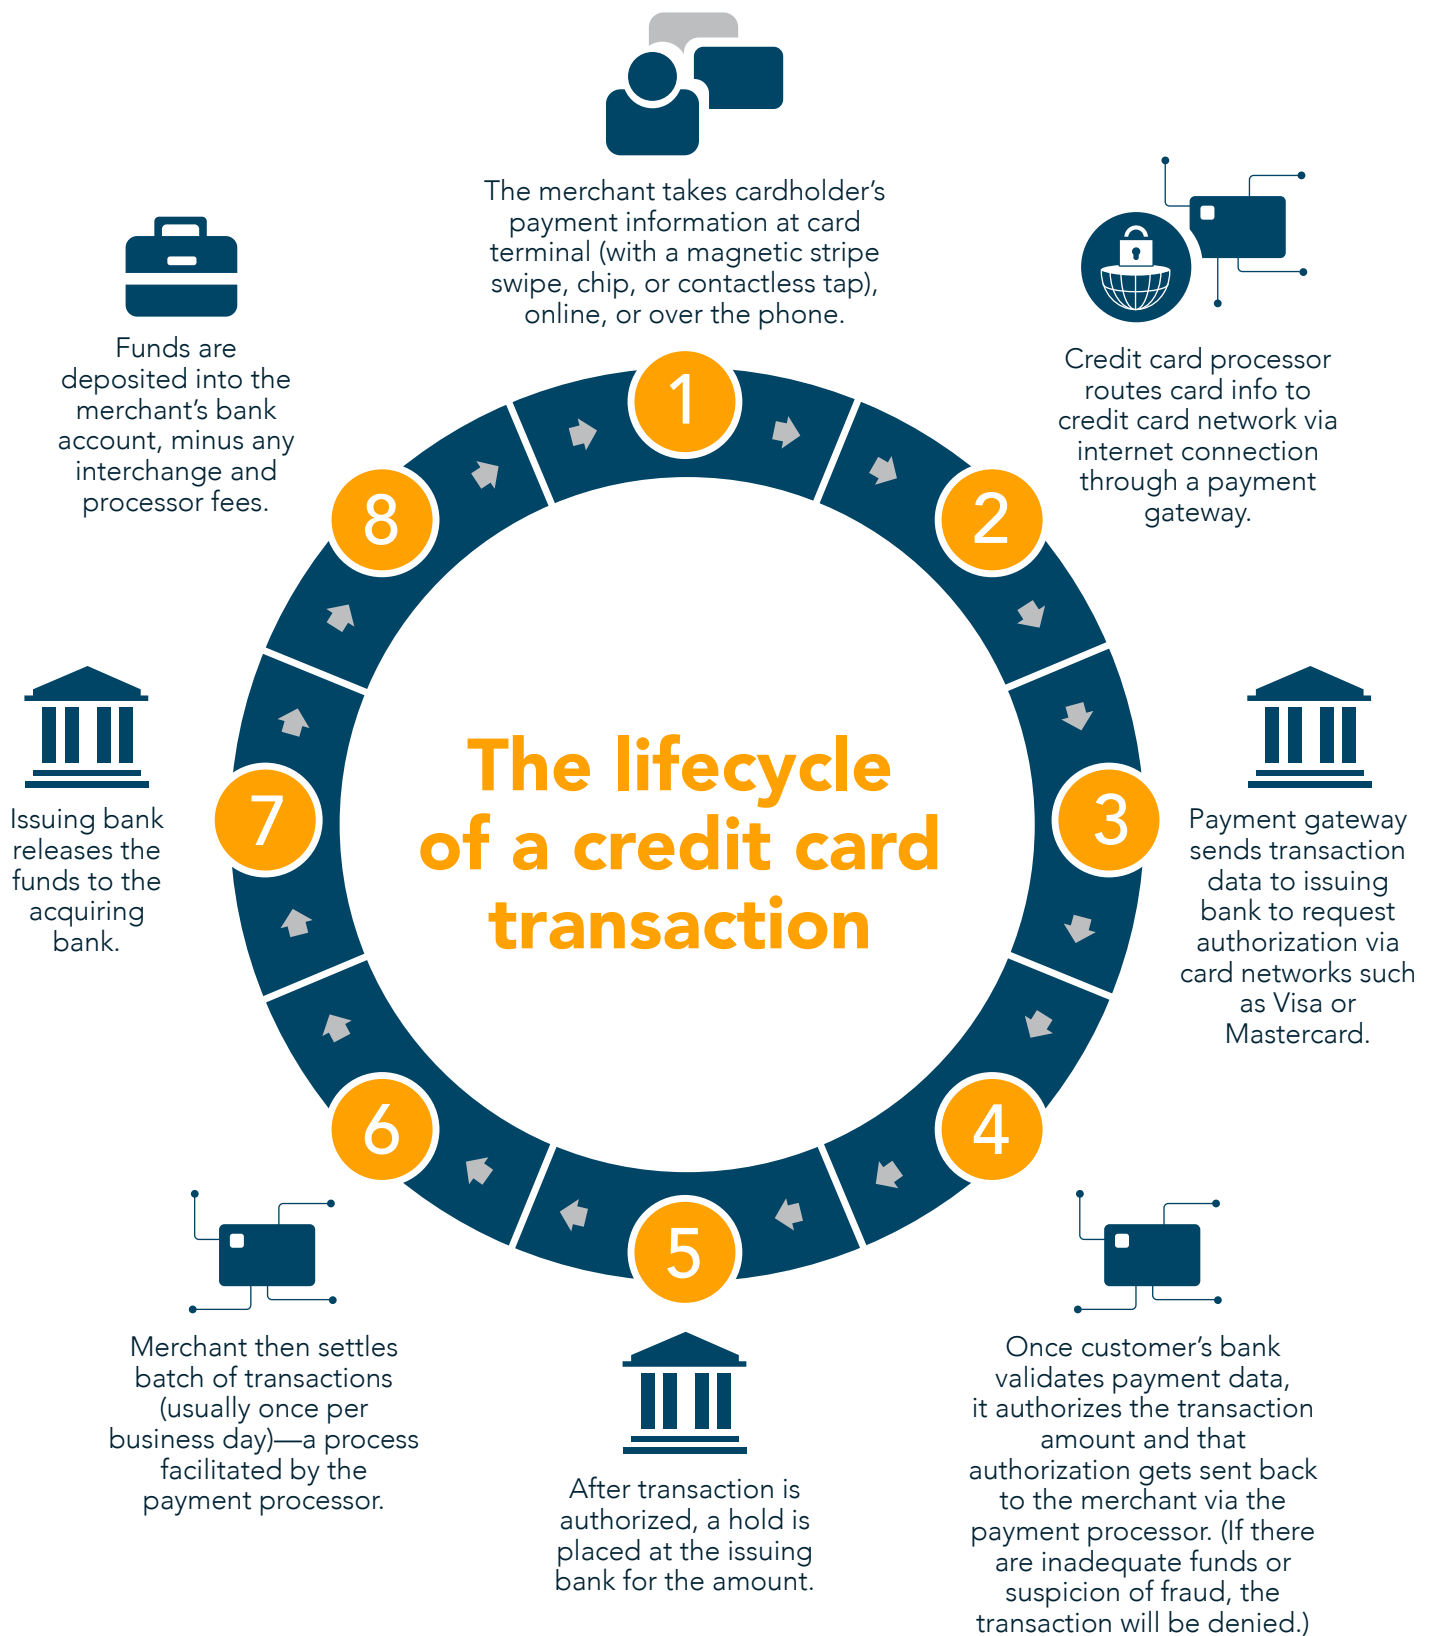 The merchant takes cardholder’s
payment information at card
terminal (with a magnetic stripe
swipe, chip, or contactless tap),
online, or over the phone.
Credit card processor
routes card info to
credit card network via
internet connection
through a payment
gateway.
Funds are
deposited into the
merchant’s bank
account, minus any
interchange and
processor fees.
1
2
8
The lifecycle
of a credit card
transaction
7
3
Issuing bank
releases the
funds to the
acquiring
bank.
Payment gateway
sends transaction
data to issuing
bank to request
authorization via
card networks such
as Visa or
Mastercard.
6
4
5
Merchant then settles
batch of transactions
(usually once per
business day)—a process
facilitated by the
payment processor.
After transaction is
authorized, a hold is
placed at the issuing
bank for the amount.
Once customer’s bank
validates payment data,
it authorizes the transaction
amount and that
authorization gets sent back
to the merchant via the
payment processor. (If there
are inadequate funds or
suspicion of fraud, the
transaction will be denied.)